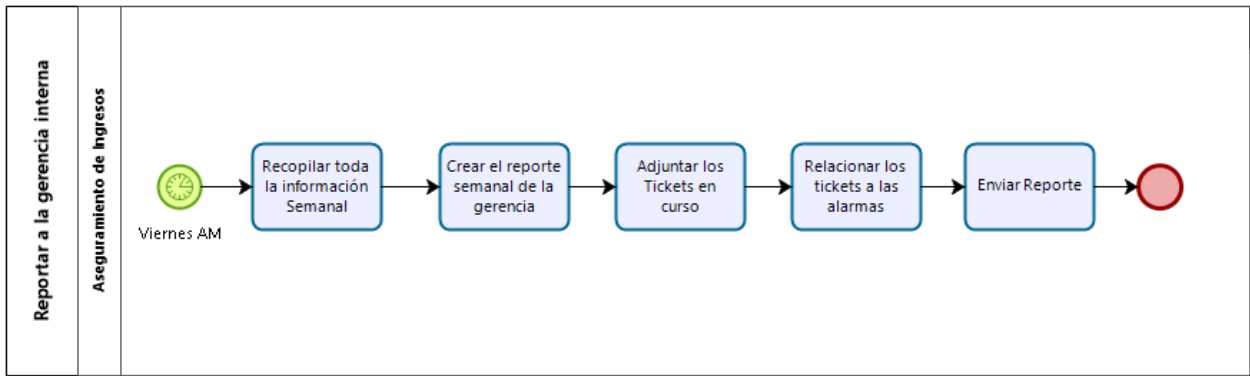 Reportar a la gerencia interna
Aseguramiento de Ingresos
Viernes AM
Recopilar toda
la información
Semanal
Crear el reporte
semanal de la
gerencia
Adjuntar los
Tickets en
curso
Relacionar los
tickets a las
alarmas
Enviar Reporte